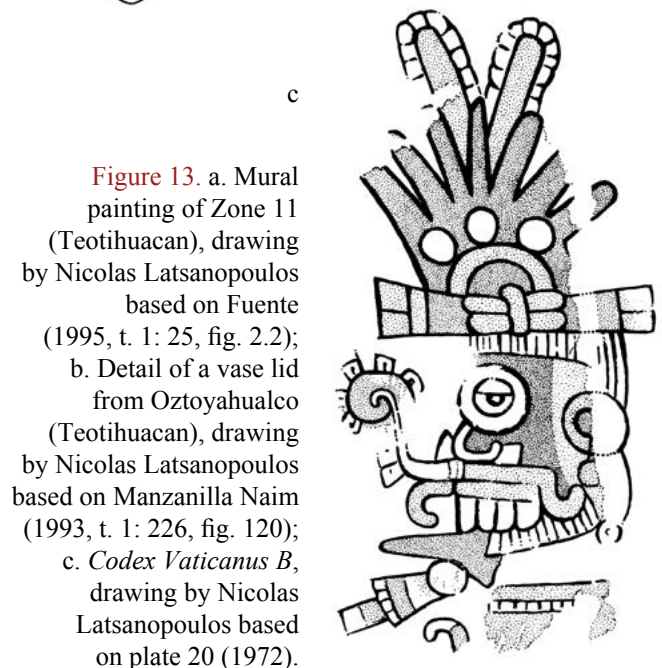 c
Figure 13. a. Mural
painting of Zone 11
(Teotihuacan), drawing
by Nicolas Latsanopoulos
based on Fuente
(1995, t. 1: 25, fig. 2.2);
b. Detail of a vase lid
from Oztoyahualco
(Teotihuacan), drawing
by Nicolas Latsanopoulos
based on Manzanilla Naim
(1993, t. 1: 226, fig. 120);
c. Codex Vaticanus B,
drawing by Nicolas
Latsanopoulos based
on plate 20 (1972).